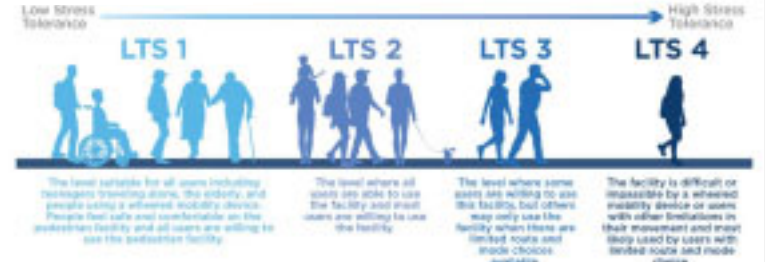 Low Stress
Tolerance
High Stress
Tolerance
LTS 1
LTS 2
LTS 3
LTS 4
The level suitable for all users including
teenagers traveling alone, the elderly, and
people using a wheeled mobility device.
People feel safe and comfortable on the
pedestrian facility and all users are willing to
use the pedestrian facility.
The level where all
users are able to use
the facility and most
users are willing to use
the facility.
The level where some
users are willing to use
this facility, but others
may only use the
facility when there are
limited route and
mode choices
available.
The facility is difficult or
impassible by a wheeled
mobility device or users
with other limitations in
their movement and most
likely used by users with
limited route and mode
choice.